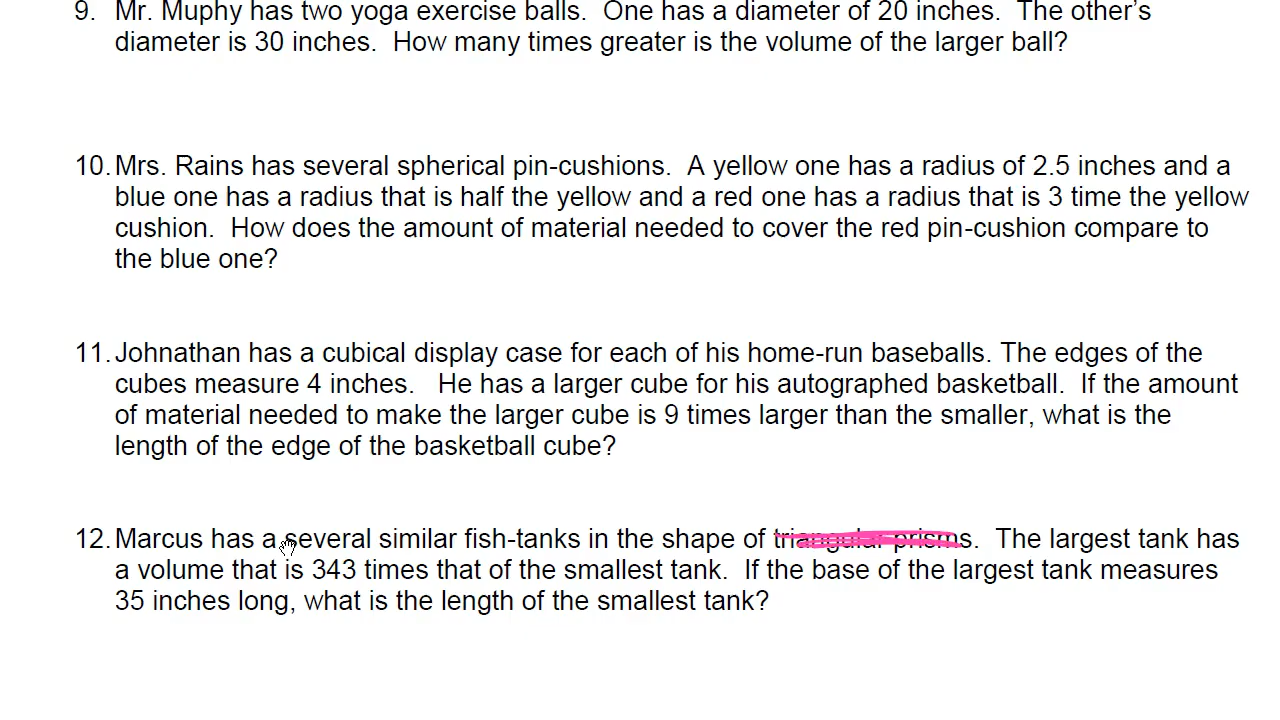 9. Mr. Muphy has two yoga exercise balls. One has a diameter of 20 inches. The other's
diameter is 30 inches. How many times greater is the volume of the larger ball?
10. Mrs. Rains has several spherical pin-cushions. A yellow one has a radius of 2.5 inches and a
blue one has a radius that is half the yellow and a red one has a radius that is 3 time the yellow
cushion. How does the amount of material needed to cover the red pin-cushion compare to
the blue one?
11. Johnathan has a cubical display case for each of his home-run baseballs. The edges of the
cubes measure 4 inches. He has a larger cube for his autographed basketball. If the amount
of material needed to make the larger cube is 9 times larger than the smaller, what is the
length of the edge of the basketball cube?
12. Marcus has a several similar fish-tanks in the shape of triangular prisms. The largest tank has
a volume that is 343 times that of the smallest tank. If the base of the largest tank measures
35 inches long, what is the length of the smallest tank?